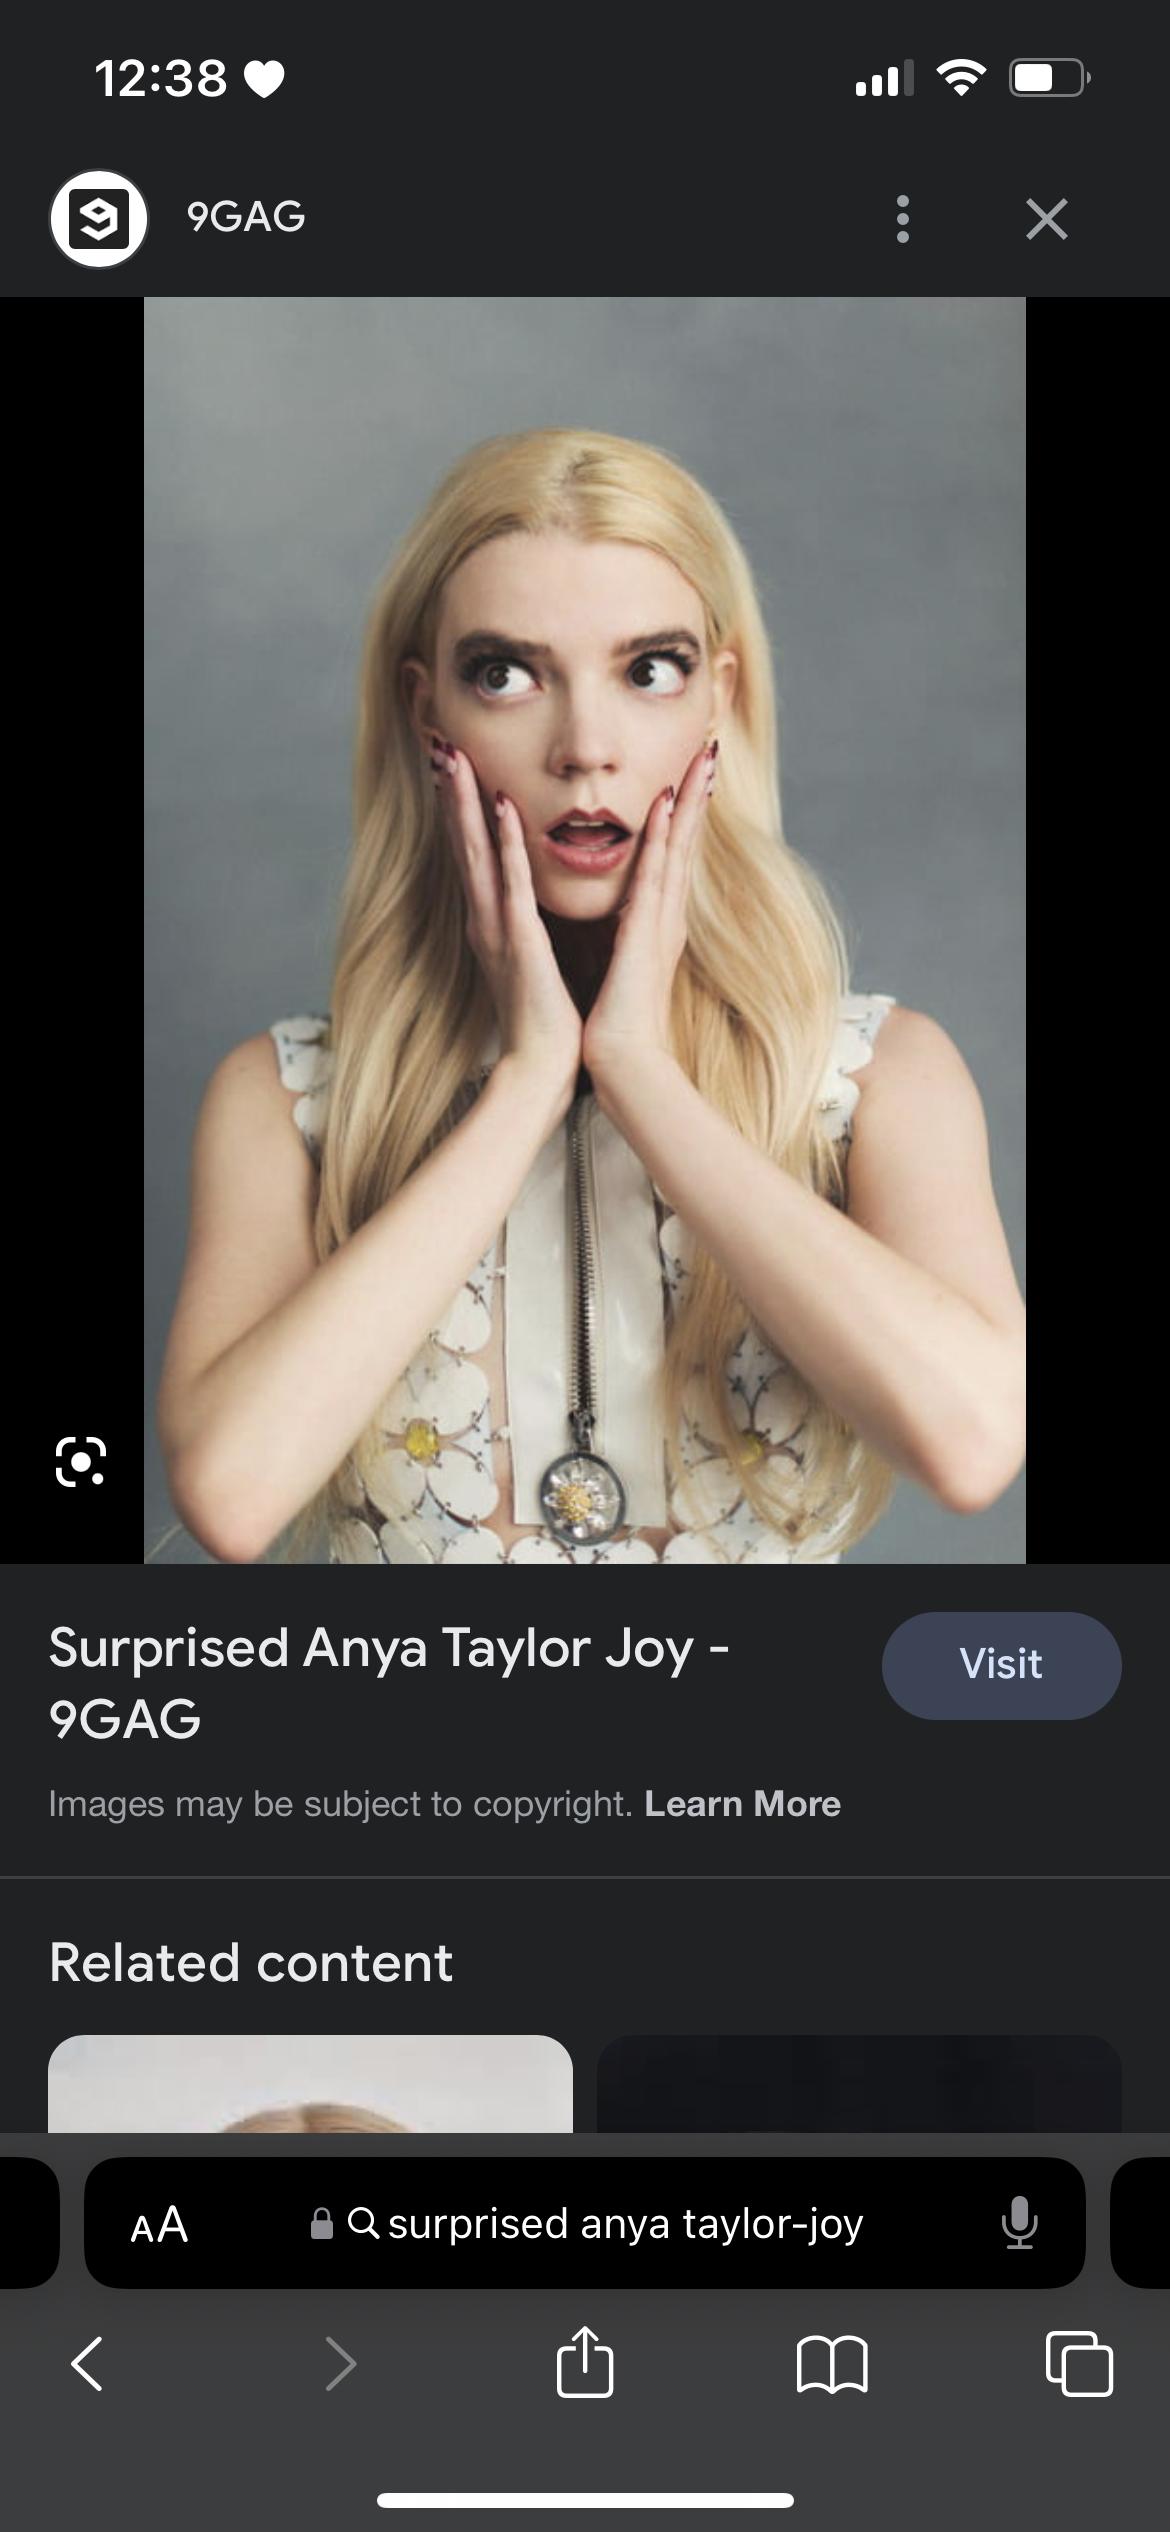 12:38
9GAG
Surprised Anya Taylor Joy -
9GAG
Visit
Images may be subject to copyright. Learn More
Related content
AA
surprised anya taylor-joy